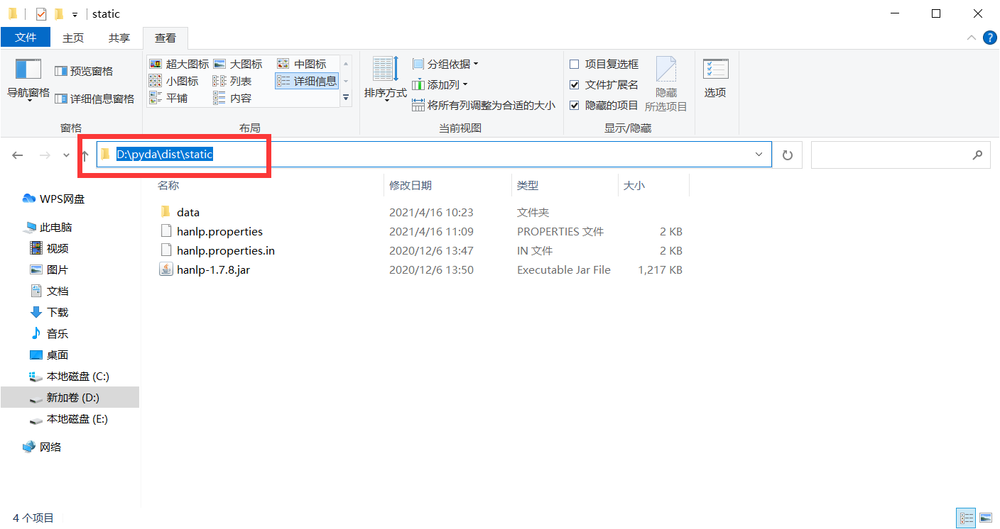 static
文件 主页 共享 查看
导航窗格
预览窗格
详细信息窗格
窗格
超大图标 大图标 中图标
小图标 列表 详细信息
平铺 内容
布局
排序方式
分组依据
添加列
将所有列调整为合适的大小
当前视图
项目复选框
文件扩展名
隐藏的项目
隐藏
所选项目
显示/隐藏
选项
D:\pyda\dist\static
WPS网盘
此电脑
视频
图片
文档
下载
音乐
桌面
本地磁盘 (C:)
新加卷 (D:)
本地磁盘 (E:)
网络
名称 修改日期 类型 大小
data 2021/4/16 10:23 文件夹
hanlp.properties 2021/4/16 11:09 PROPERTIES 文件 2 KB
hanlp.properties.in 2020/12/6 13:47 IN 文件 2 KB
hanlp-1.7.8.jar 2020/12/6 13:50 Executable Jar File 1,217 KB
4 个项目